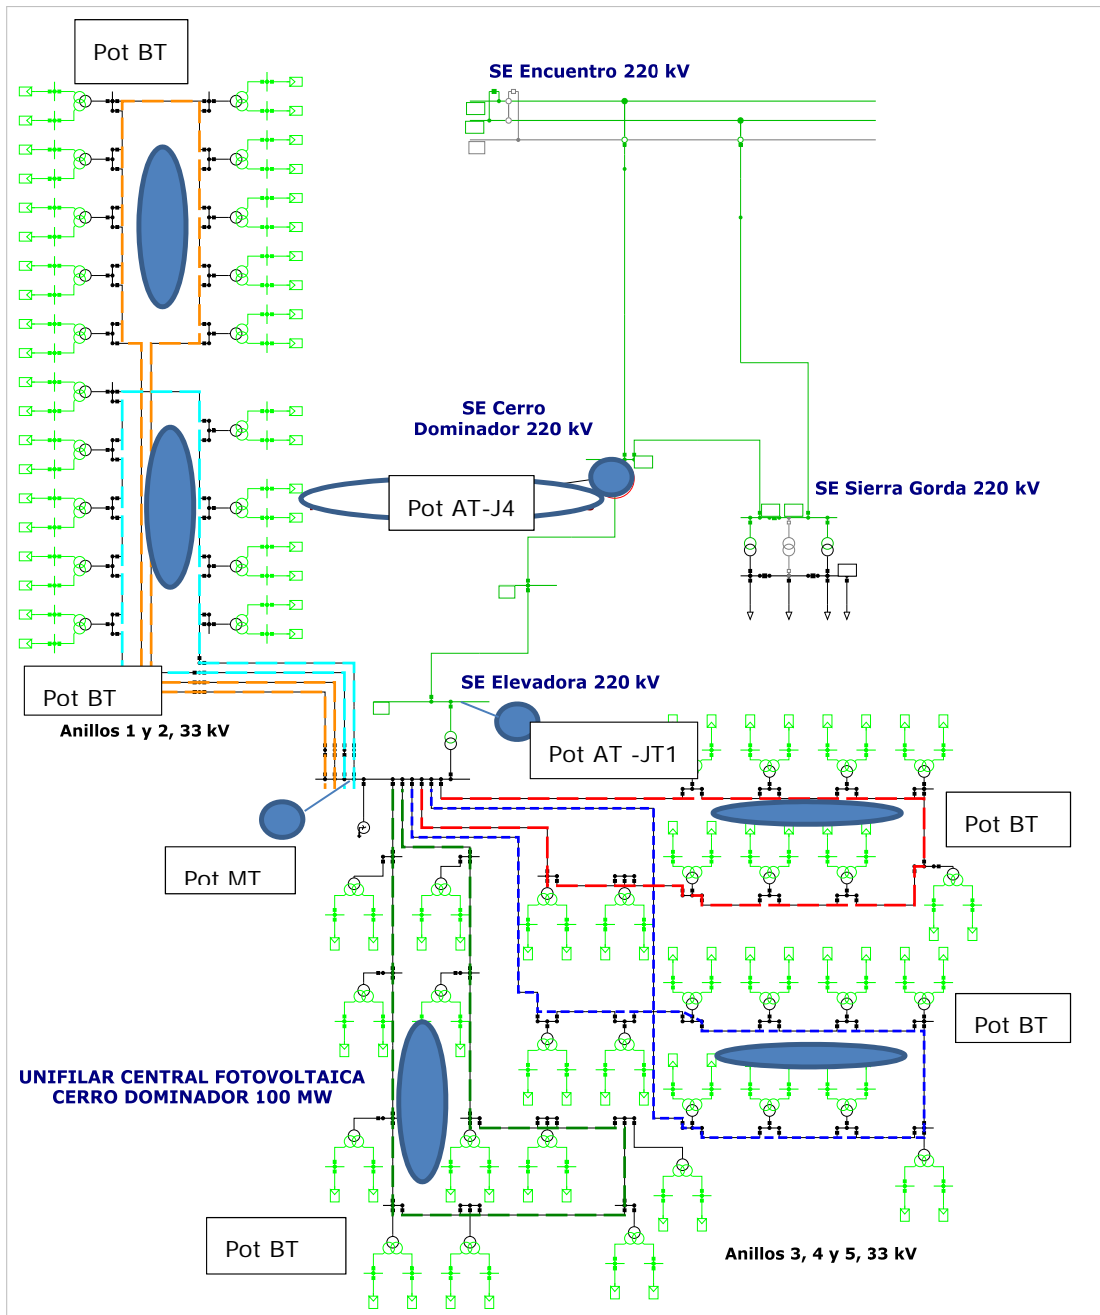 Pot BT
SE Encuentro 220 kV
SE Cerro
Dominador 220 kV
Pot AT-J4
SE Sierra Gorda 220 kV
Pot BT
Anillos 1 y 2, 33 kV
SE Elevadora 220 kV
Pot AT -JT1
Pot BT
Pot MT
Pot BT
UNIFILAR CENTRAL FOTOVOLTAICA
CERRO DOMINADOR 100 MW
Pot BT
Anillos 3, 4 y 5, 33 kV